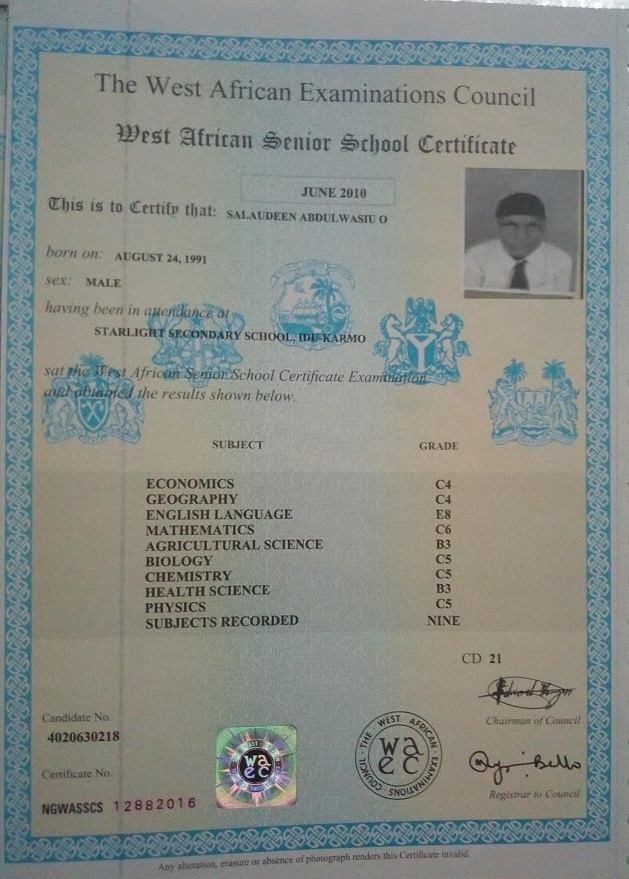 The West African Examinations Council
West African Senior School Certificate
JUNE 2010
This is to Certify that: SALAUDEEN ABDULWASIU O
born on: AUGUST 24, 1991
sex: MALE
having been in attendance at
STARLIGHT SECONDARY SCHOOL, IDU-KARMO
sat the West African Senior School Certificate Examination
and obtained the results shown below.
SUBJECT GRADE
ECONOMICS C4
GEOGRAPHY C4
ENGLISH LANGUAGE E8
MATHEMATICS C6
AGRICULTURAL SCIENCE B3
BIOLOGY C5
CHEMISTRY C5
HEALTH SCIENCE B3
PHYSICS C5
SUBJECTS RECORDED NINE
CD 21
Chairman of Council
Candidate No.
4020630218
Certificate No.
NGWASSCS 12882016
waec
THE WEST AFRICAN EXAMINATIONS COUNCIL
waec
Bello
Registrar to Council
Any alteration, erasure or absence of photograph renders this Certificate invalid.